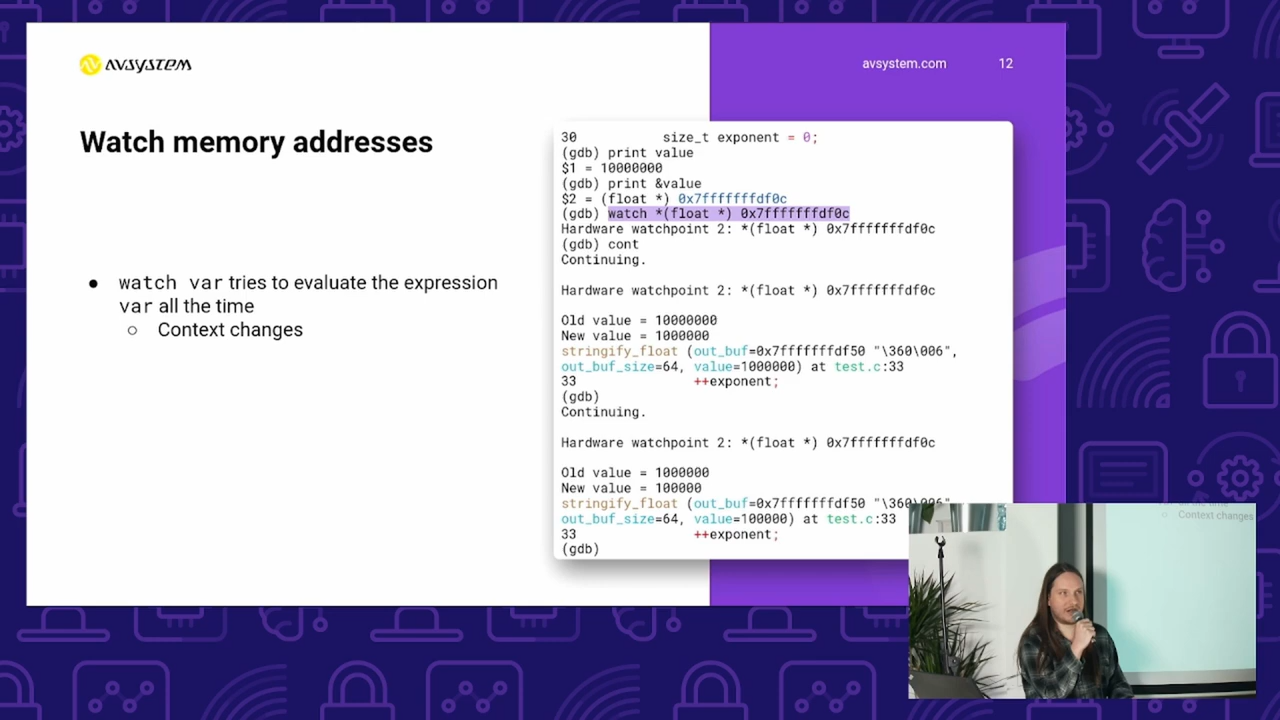 AVSYSTEM
avsystem.com
12
Watch memory addresses
● watch var tries to evaluate the expression
var all the time
○ Context changes
30 size_t exponent = 0;
(gdb) print value
$1 = 10000000
(gdb) print &value
$2 = (float *) 0x7fffffffdf0c
(gdb) watch *(float *) 0x7fffffffdf0c
Hardware watchpoint 2: *(float *) 0x7fffffffdf0c
(gdb) cont
Continuing.
Hardware watchpoint 2: *(float *) 0x7fffffffdf0c
Old value = 10000000
New value = 1000000
stringify_float (out_buf=0x7fffffffdf50 "\360\006",
out_buf_size=64, value=1000000) at test.c:33
33 ++exponent;
(gdb)
Continuing.
Hardware watchpoint 2: *(float *) 0x7fffffffdf0c
Old value = 1000000
New value = 100000
stringify_float (out_buf=0x7fffffffdf50 "\360\006",
out_buf_size=64, value=100000) at test.c:33
33 ++exponent;
(gdb)
○ Context changes